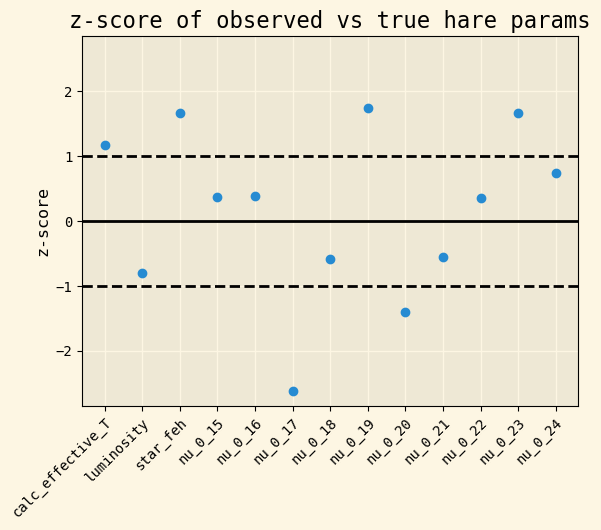 z-score of observed vs true hare params
z-score
2
1
0
−1
−2
calc_effective_T
luminosity
star_feh
nu_0_15
nu_0_16
nu_0_17
nu_0_18
nu_0_19
nu_0_20
nu_0_21
nu_0_22
nu_0_23
nu_0_24